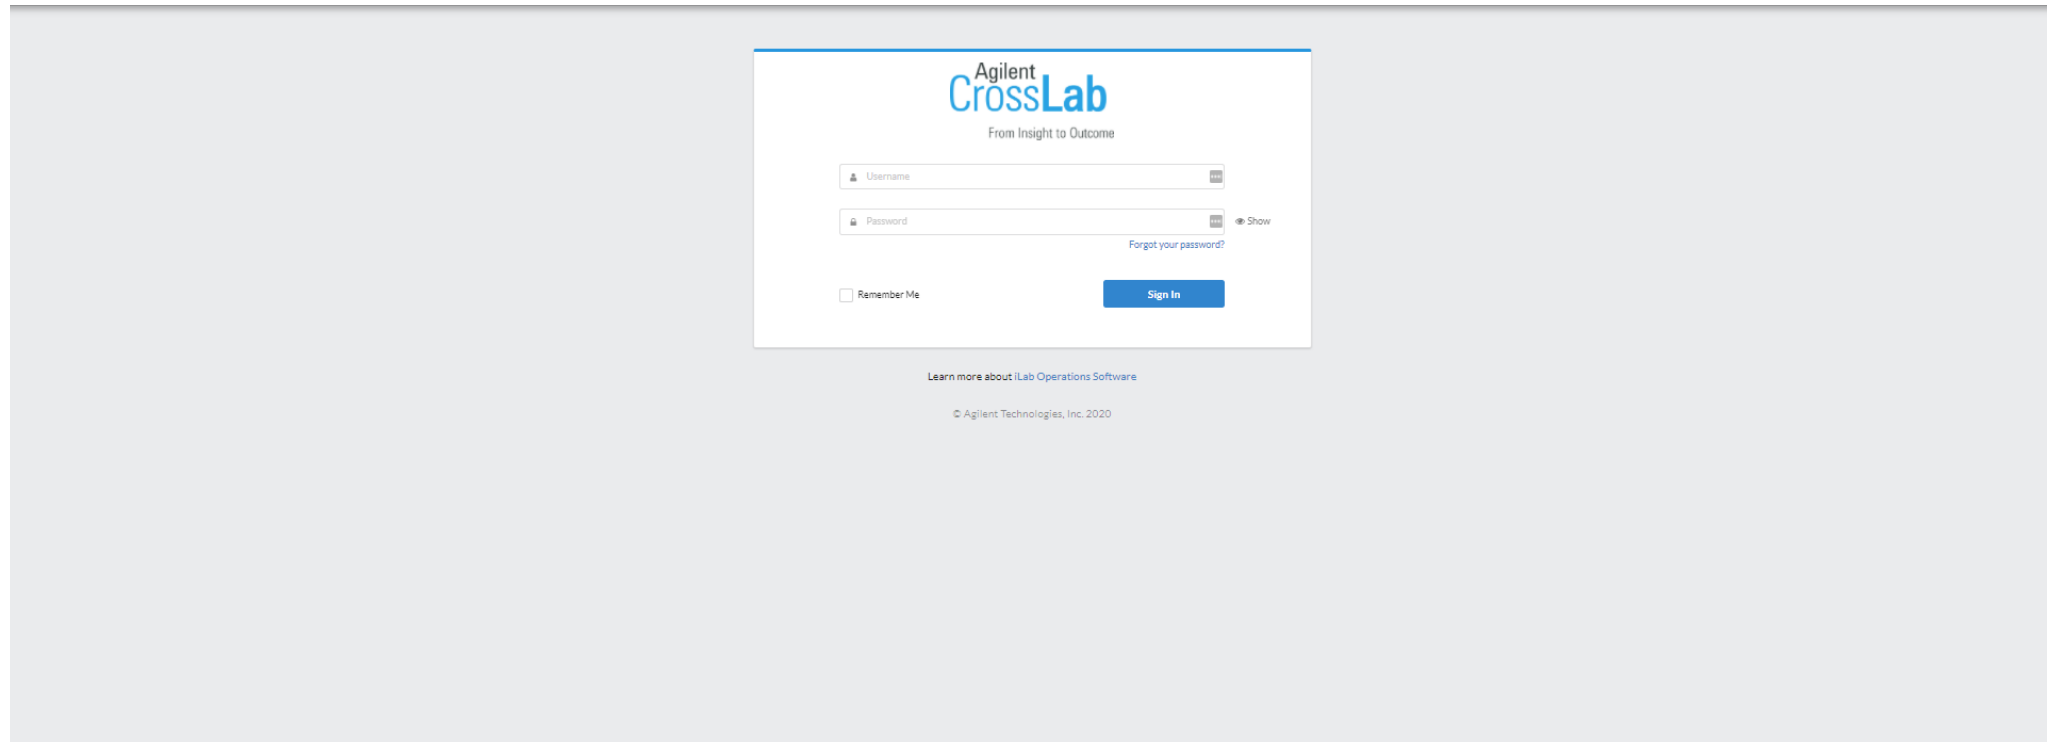 Agilent
CrossLab
From Insight to Outcome
Username
Password
Show
Forgot your password?
Remember Me
Sign In
Learn more about iLab Operations Software
© Agilent Technologies, Inc. 2020